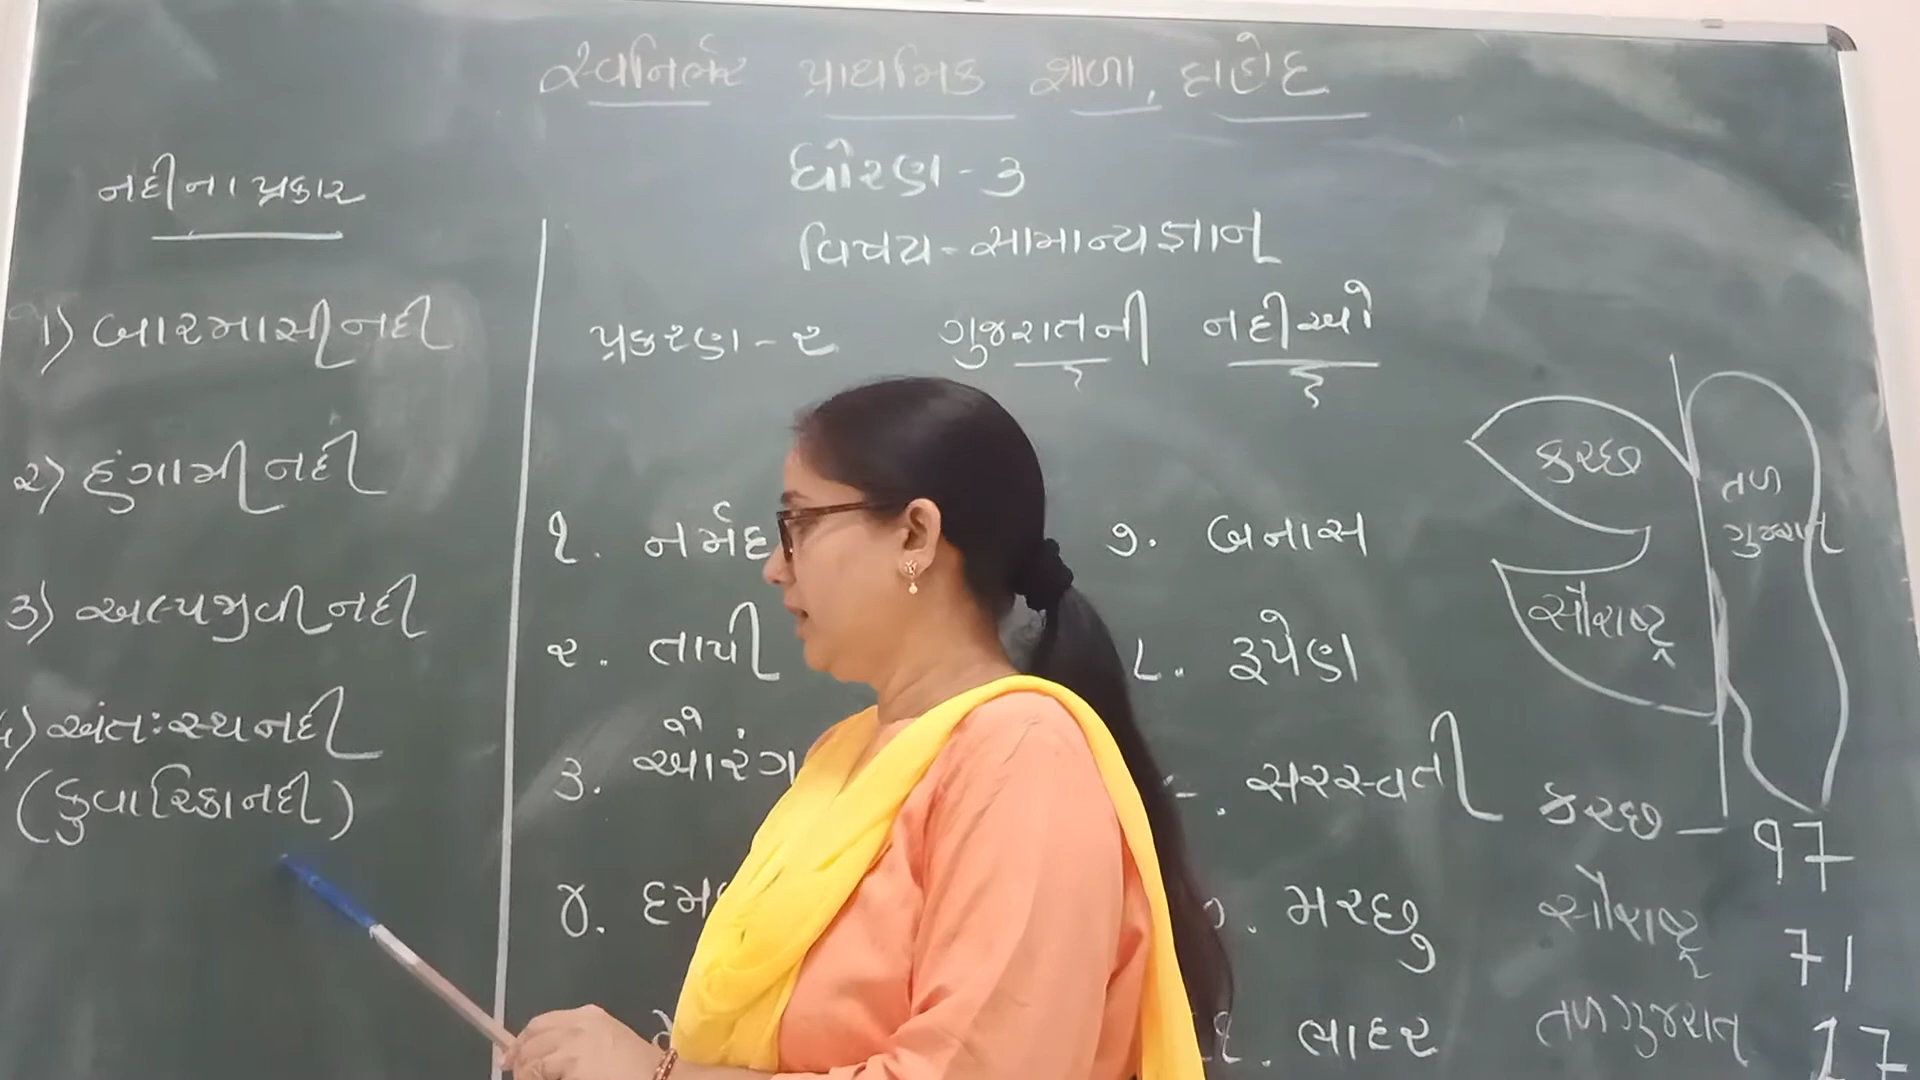 સ્વનિર્ભર પ્રાથમિક શાળા, દાહોદ
ધોરણ - ૩
વિષય - સામાન્યજ્ઞાન
પ્રકરણ - ૨ ગુજરાતની નદીઓ
નદીના પ્રકાર
૧) બારમાસી નદી
૨) હંગામી નદી
૩) અલ્પજીવી નદી
૪) અંતઃસ્થ નદી
(કુંવારિકા નદી)
૧. નર્મદ
૨. તાપી
૩. ઔરંગ
૪. દમ
૭. બનાસ
૮. રૂપેણ
સરસ્વતી
મચ્છુ
ભાદર
કચ્છ
સૌરાષ્ટ્ર
તળ
ગુજરાત
કચ્છ - 97
સૌરાષ્ટ્ર 71
તળગુજરાત 17